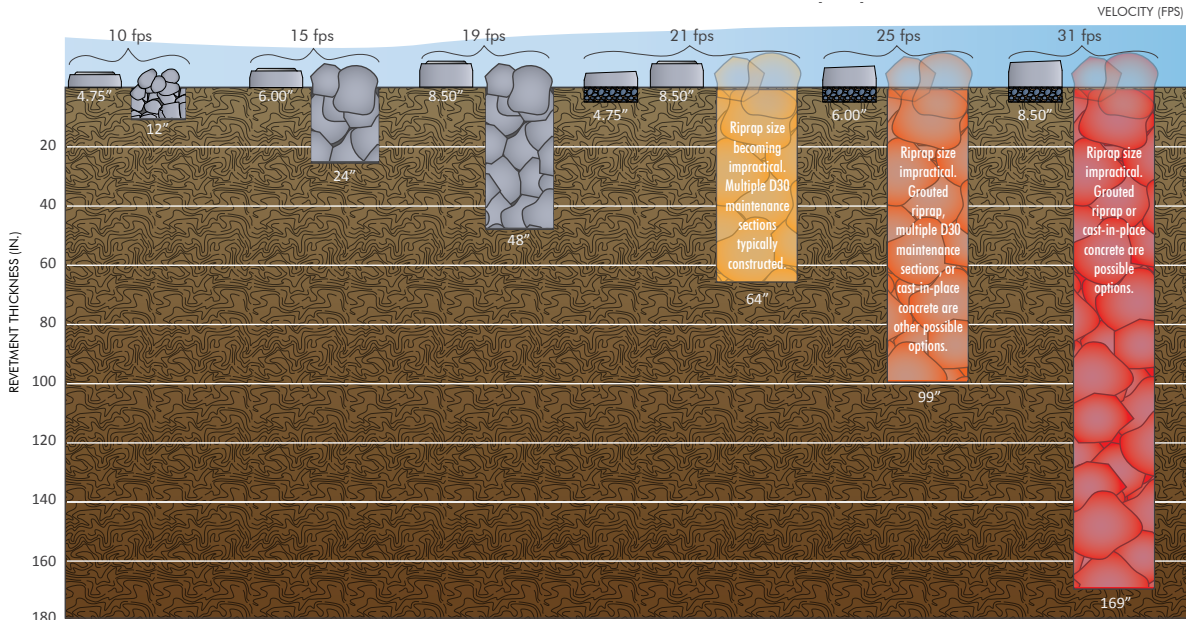 VELOCITY (FPS)
10 fps
15 fps
19 fps
21 fps
25 fps
31 fps
4.75”
12”
6.00”
24”
8.50”
48”
4.75”
8.50”
64”
6.00”
99”
8.50”
169”
Riprap size
becoming
impractical.
Multiple D30
maintenance
sections
typically
constructed.
Riprap size
impractical.
Grouted
riprap,
multiple D30
maintenance
sections, or
cast-in-place
concrete are
other possible
options.
Riprap size
impractical.
Grouted
riprap or
cast-in-place
concrete are
possible
options.
REVETMENT THICKNESS (IN.)
20
40
60
80
100
120
140
160
180